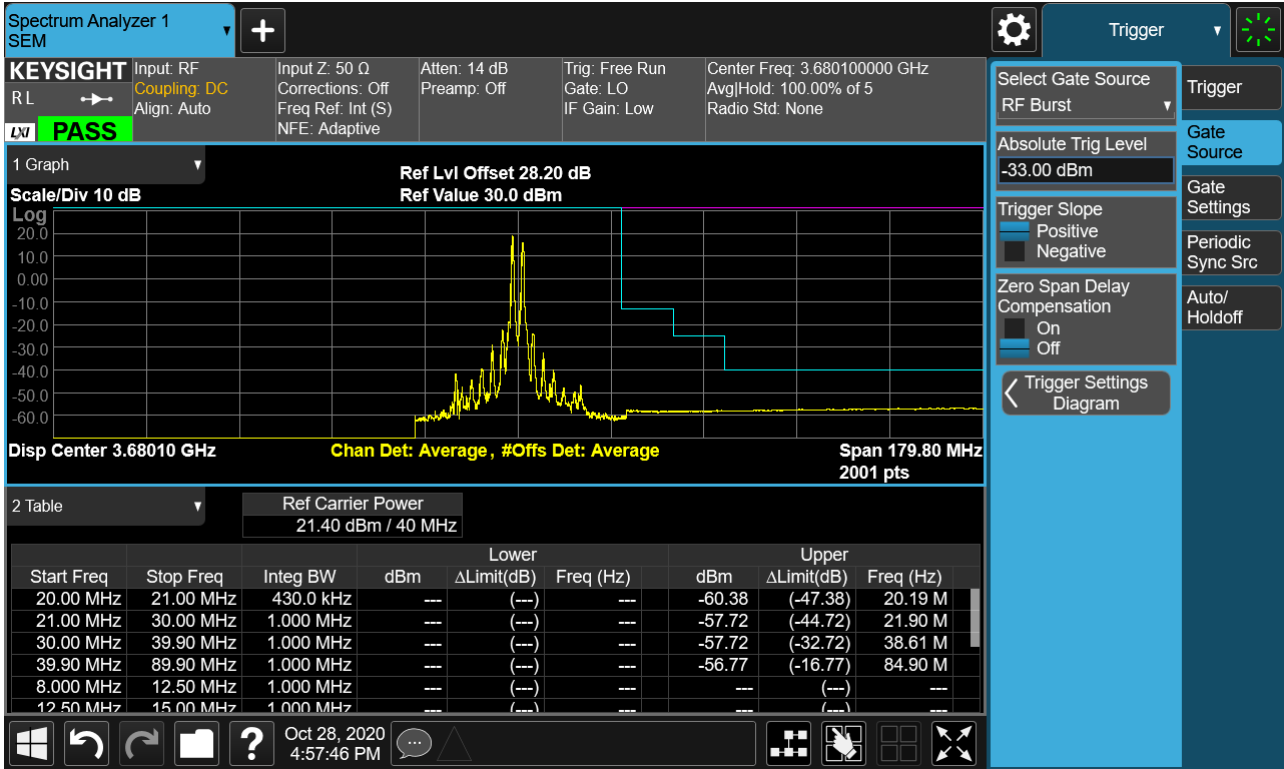 Spectrum Analyzer 1
SEM
Trigger
KEYSIGHT
R L
LXI
PASS
Input: RF
Coupling: DC
Align: Auto
Input Z: 50 Ω
Corrections: Off
Freq Ref: Int (S)
NFE: Adaptive
Atten: 14 dB
Preamp: Off
Trig: Free Run
Gate: LO
IF Gain: Low
Center Freq: 3.680100000 GHz
Avg|Hold: 100.00% of 5
Radio Std: None
1 Graph
Scale/Div 10 dB
Ref Lvl Offset 28.20 dB
Ref Value 30.0 dBm
Log
20.0
10.0
0.00
-10.0
-20.0
-30.0
-40.0
-50.0
-60.0
Disp Center 3.68010 GHz
Chan Det: Average , #Offs Det: Average
Span 179.80 MHz
2001 pts
2 Table
Ref Carrier Power
21.40 dBm / 40 MHz
Lower Upper
Start Freq Stop Freq Integ BW dBm ΔLimit(dB) Freq (Hz) dBm ΔLimit(dB) Freq (Hz)
20.00 MHz 21.00 MHz 430.0 kHz --- (---) --- -60.38 (-47.38) 20.19 M
21.00 MHz 30.00 MHz 1.000 MHz --- (---) --- -57.72 (-44.72) 21.90 M
30.00 MHz 39.90 MHz 1.000 MHz --- (---) --- -57.72 (-32.72) 38.61 M
39.90 MHz 89.90 MHz 1.000 MHz --- (---) --- -56.77 (-16.77) 84.90 M
8.000 MHz 12.50 MHz 1.000 MHz --- (---) --- --- (---) ---
12.50 MHz 15.00 MHz 1.000 MHz --- (---) --- --- (---) ---
?
Oct 28, 2020
4:57:46 PM
Select Gate Source
RF Burst
Absolute Trig Level
-33.00 dBm
Trigger Slope
Positive
Negative
Zero Span Delay
Compensation
On
Off
Trigger Settings
Diagram
Trigger
Gate
Source
Gate
Settings
Periodic
Sync Src
Auto/
Holdoff